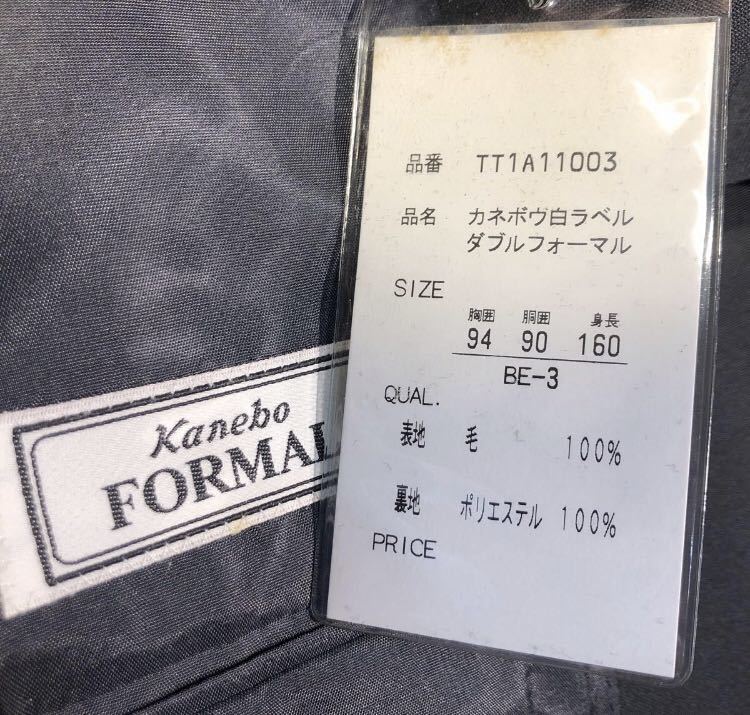 品番 TT1A11003
品名 カネボウ白ラベル
ダブルフォーマル
SIZE
胸囲 胴囲 身長
94 90 160
BE-3
QUAL.
表地 毛 100%
裏地 ポリエステル 100%
PRICE
Kanebo
FORMAL